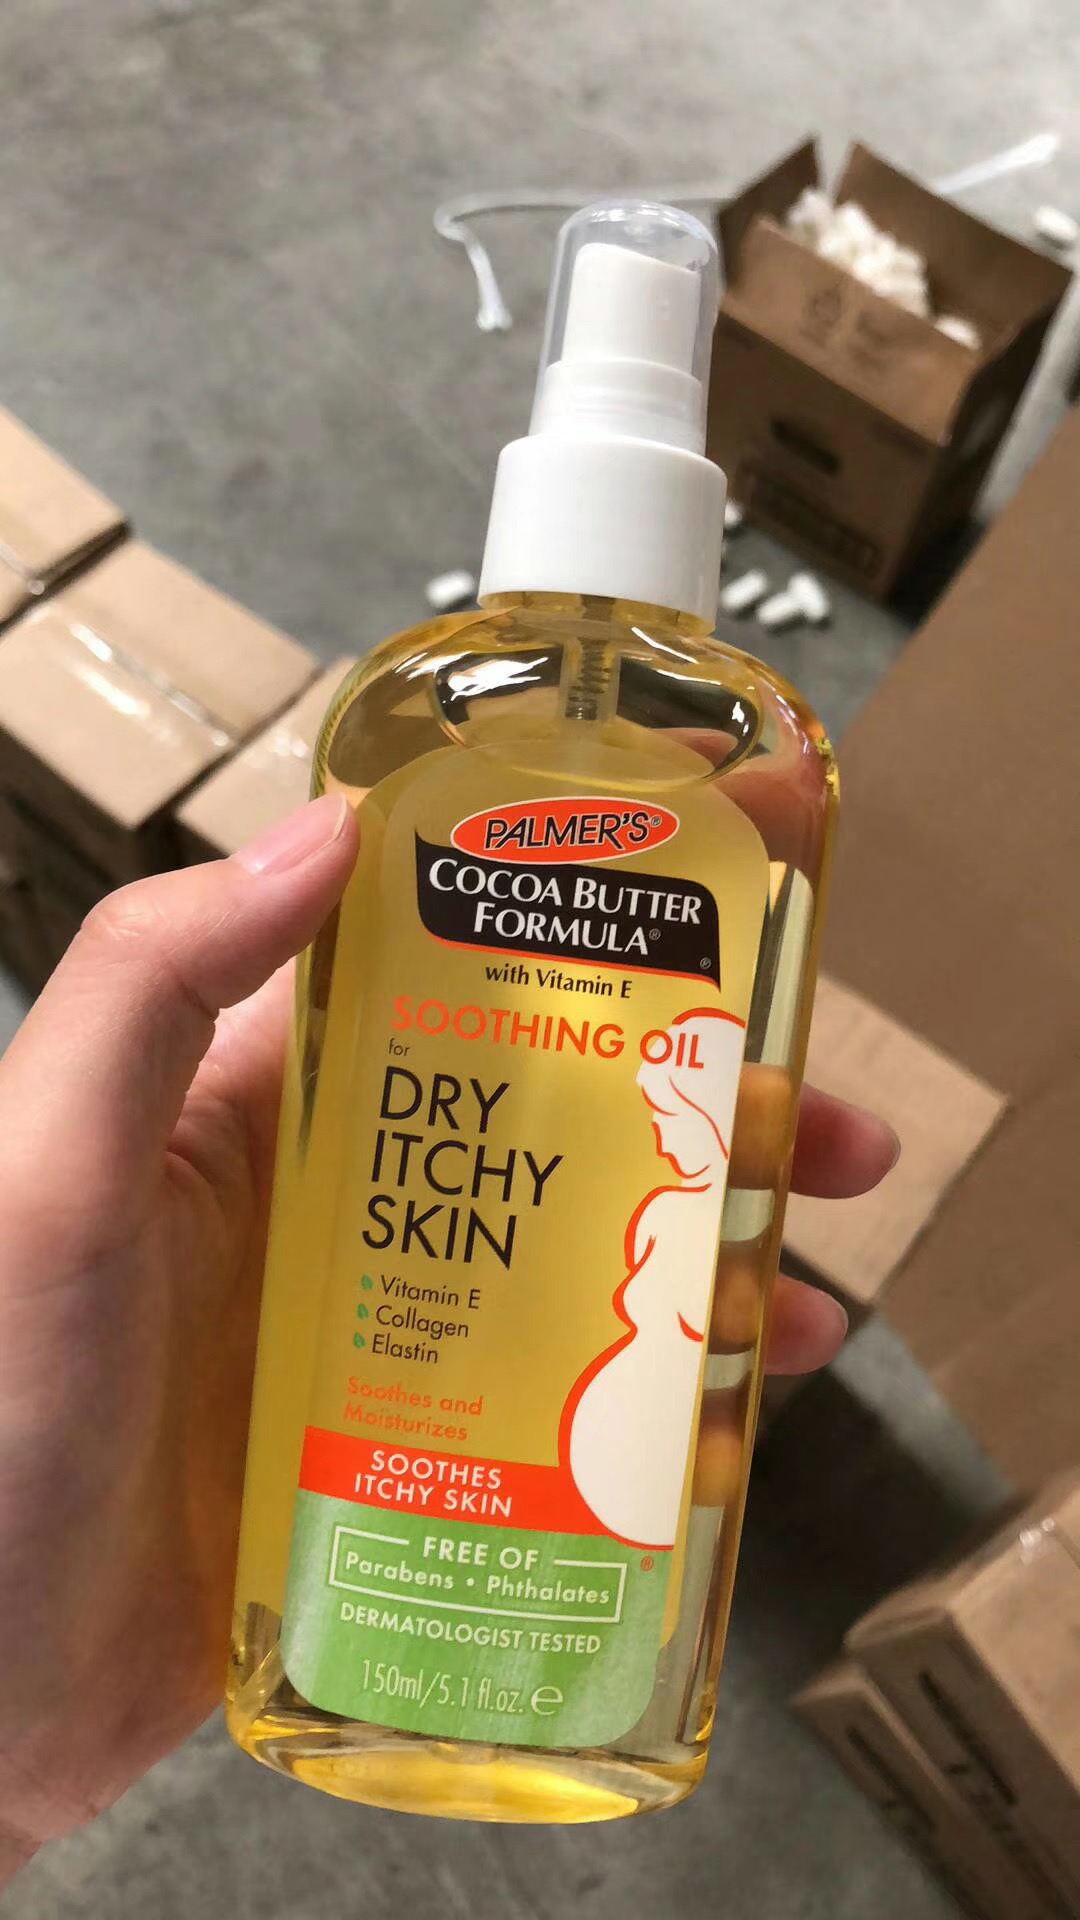 PALMER'S®
COCOA BUTTER
FORMULA®
®
with Vitamin E
SOOTHING OIL
for
DRY
ITCHY
SKIN
Vitamin E
Collagen
Elastin
Soothes and
Moisturizes
SOOTHES
ITCHY SKIN
®
FREE OF
Parabens • Phthalates
DERMATOLOGIST TESTED
150ml/5.1 fl.oz. ℮